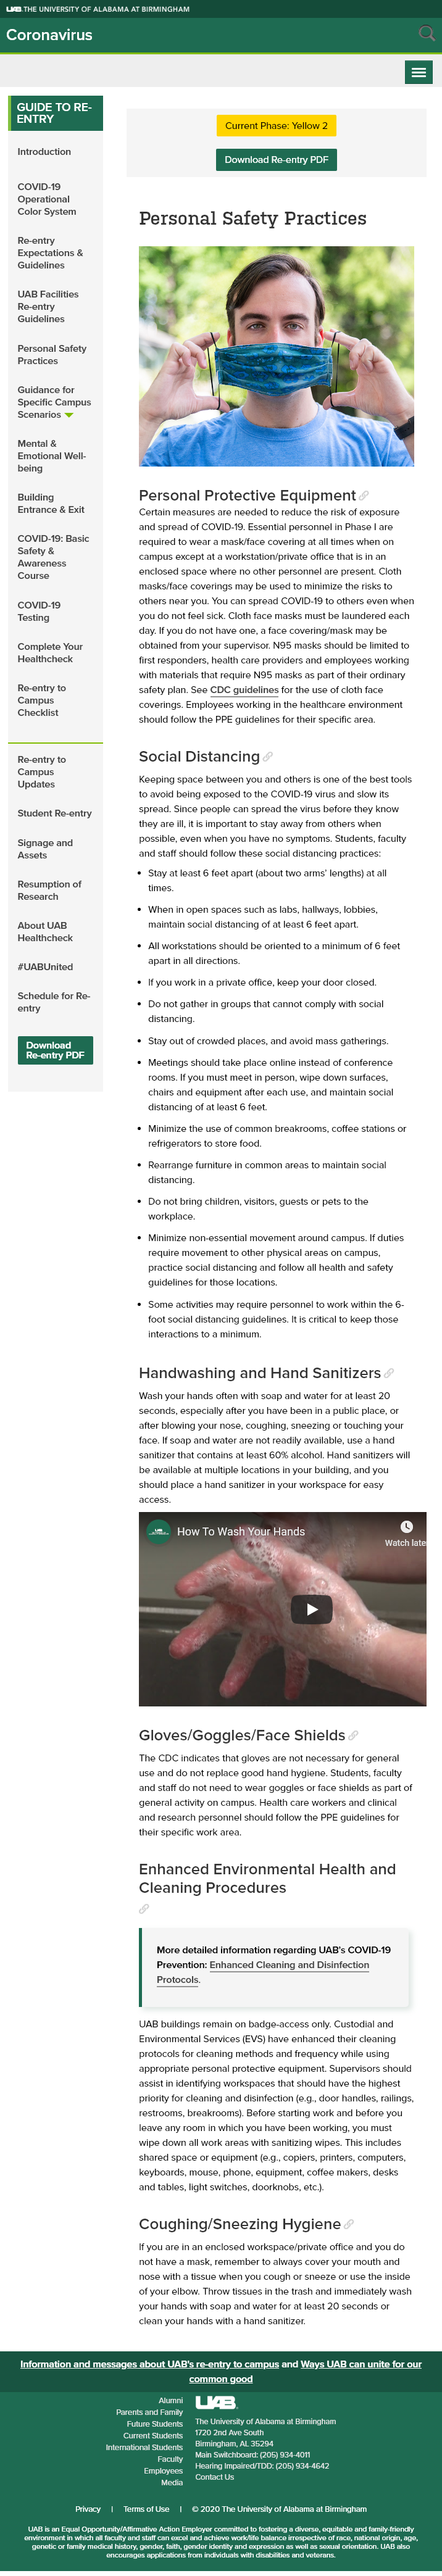 UAB THE UNIVERSITY OF ALABAMA AT BIRMINGHAM
Coronavirus
GUIDE TO RE-
ENTRY
Introduction
COVID-19
Operational
Color System
Re-entry
Expectations &
Guidelines
UAB Facilities
Re-entry
Guidelines
Personal Safety
Practices
Guidance for
Specific Campus
Scenarios
Mental &
Emotional Well-
being
Building
Entrance & Exit
COVID-19: Basic
Safety &
Awareness
Course
COVID-19
Testing
Complete Your
Healthcheck
Re-entry to
Campus
Checklist
Re-entry to
Campus
Updates
Student Re-entry
Signage and
Assets
Resumption of
Research
About UAB
Healthcheck
#UABUnited
Schedule for Re-
entry
Download
Re-entry PDF
Current Phase: Yellow 2
Download Re-entry PDF
Personal Safety Practices
Personal Protective Equipment
Certain measures are needed to reduce the risk of exposure
and spread of COVID-19. Essential personnel in Phase I are
required to wear a mask/face covering at all times when on
campus except at a workstation/private office that is in an
enclosed space where no other personnel are present. Cloth
masks/face coverings may be used to minimize the risks to
others near you. You can spread COVID-19 to others even when
you do not feel sick. Cloth face masks must be laundered each
day. If you do not have one, a face covering/mask may be
obtained from your supervisor. N95 masks should be limited to
first responders, health care providers and employees working
with materials that require N95 masks as part of their ordinary
safety plan. See CDC guidelines for the use of cloth face
coverings. Employees working in the healthcare environment
should follow the PPE guidelines for their specific area.
Social Distancing
Keeping space between you and others is one of the best tools
to avoid being exposed to the COVID-19 virus and slow its
spread. Since people can spread the virus before they know
they are ill, it is important to stay away from others when
possible, even when you have no symptoms. Students, faculty
and staff should follow these social distancing practices:
• Stay at least 6 feet apart (about two arms' lengths) at all
times.
• When in open spaces such as labs, hallways, lobbies,
maintain social distancing of at least 6 feet apart.
• All workstations should be oriented to a minimum of 6 feet
apart in all directions.
• If you work in a private office, keep your door closed.
• Do not gather in groups that cannot comply with social
distancing.
• Stay out of crowded places, and avoid mass gatherings.
• Meetings should take place online instead of conference
rooms. If you must meet in person, wipe down surfaces,
chairs and equipment after each use, and maintain social
distancing of at least 6 feet.
• Minimize the use of common breakrooms, coffee stations or
refrigerators to store food.
• Rearrange furniture in common areas to maintain social
distancing.
• Do not bring children, visitors, guests or pets to the
workplace.
• Minimize non-essential movement around campus. If duties
require movement to other physical areas on campus,
practice social distancing and follow all health and safety
guidelines for those locations.
• Some activities may require personnel to work within the 6-
foot social distancing guidelines. It is critical to keep those
interactions to a minimum.
Handwashing and Hand Sanitizers
Wash your hands often with soap and water for at least 20
seconds, especially after you have been in a public place, or
after blowing your nose, coughing, sneezing or touching your
face. If soap and water are not readily available, use a hand
sanitizer that contains at least 60% alcohol. Hand sanitizers will
be available at multiple locations in your building, and you
should place a hand sanitizer in your workspace for easy
access.
How To Wash Your Hands
Watch late
Gloves/Goggles/Face Shields
The CDC indicates that gloves are not necessary for general
use and do not replace good hand hygiene. Students, faculty
and staff do not need to wear goggles or face shields as part of
general activity on campus. Health care workers and clinical
and research personnel should follow the PPE guidelines for
their specific work area.
Enhanced Environmental Health and
Cleaning Procedures
More detailed information regarding UAB's COVID-19
Prevention: Enhanced Cleaning and Disinfection
Protocols.
UAB buildings remain on badge-access only. Custodial and
Environmental Services (EVS) have enhanced their cleaning
protocols for cleaning methods and frequency while using
appropriate personal protective equipment. Supervisors should
assist in identifying workspaces that should have the highest
priority for cleaning and disinfection (e.g., door handles, railings,
restrooms, breakrooms). Before starting work and before you
leave any room in which you have been working, you must
wipe down all work areas with sanitizing wipes. This includes
shared space or equipment (e.g., copiers, printers, computers,
keyboards, mouse, phone, equipment, coffee makers, desks
and tables, light switches, doorknobs, etc.).
Coughing/Sneezing Hygiene
If you are in an enclosed workspace/private office and you do
not have a mask, remember to always cover your mouth and
nose with a tissue when you cough or sneeze or use the inside
of your elbow. Throw tissues in the trash and immediately wash
your hands with soap and water for at least 20 seconds or
clean your hands with a hand sanitizer.
Information and messages about UAB's re-entry to campus and Ways UAB can unite for our
common good
Alumni
Parents and Family
Future Students
Current Students
International Students
Faculty
Employees
Media
UAB
The University of Alabama at Birmingham
1720 2nd Ave South
Birmingham, AL 35294
Main Switchboard: (205) 934-4011
Hearing Impaired/TDD: (205) 934-4642
Contact Us
Privacy | Terms of Use | © 2020 The University of Alabama at Birmingham
UAB is an Equal Opportunity/Affirmative Action Employer committed to fostering a diverse, equitable and family-friendly
environment in which all faculty and staff can excel and achieve work/life balance irrespective of race, national origin, age,
genetic or family medical history, gender, faith, gender identity and expression as well as sexual orientation. UAB also
encourages applications from individuals with disabilities and veterans.